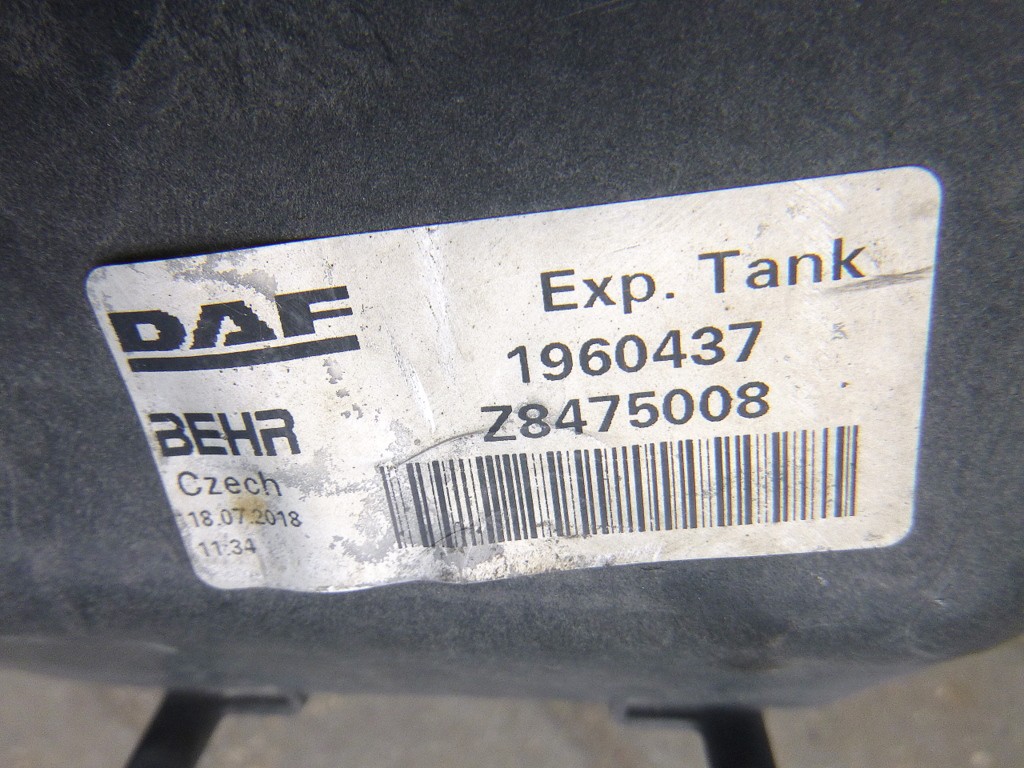 DAF
BEHR
Czech
18.07.2018
11:34
Exp. Tank
1960437
Z8475008